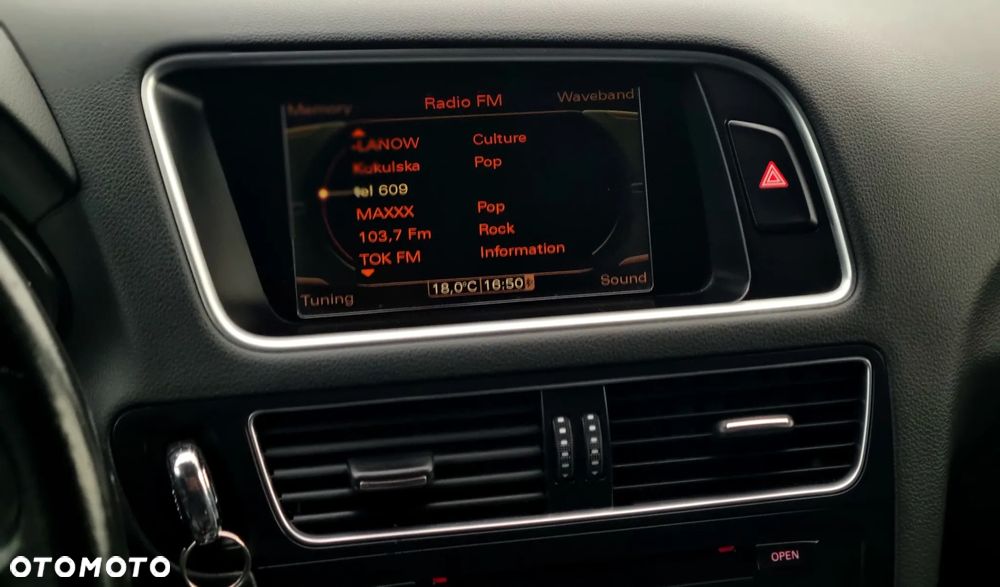 Memory Radio FM Waveband
-LANOW Culture
Kukulska Pop
tel 609
MAXXX Pop
103,7 Fm Rock
TOK FM Information
Tuning 18,0°C 16:50 Sound
OPEN
OTOMOTO